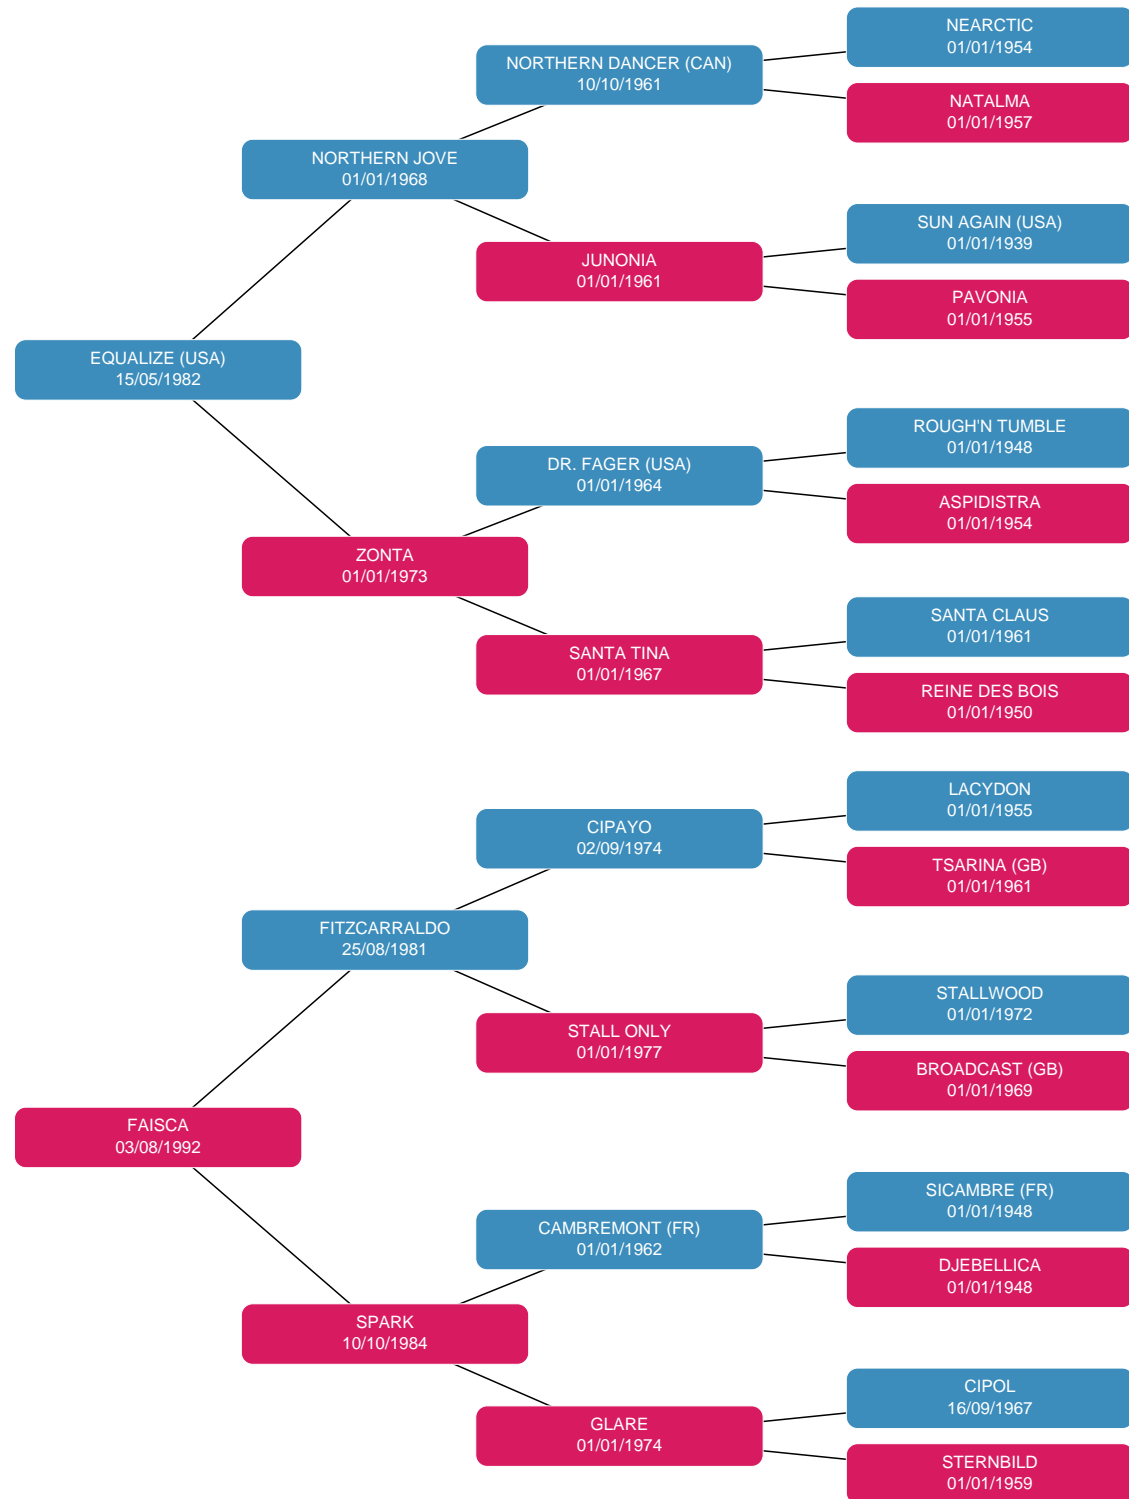 NEARCTIC
01/01/1954
NORTHERN DANCER (CAN)
10/10/1961
NATALMA
01/01/1957
NORTHERN JOVE
01/01/1968
SUN AGAIN (USA)
01/01/1939
JUNONIA
01/01/1961
PAVONIA
01/01/1955
EQUALIZE (USA)
15/05/1982
ROUGH'N TUMBLE
01/01/1948
DR. FAGER (USA)
01/01/1964
ASPIDISTRA
01/01/1954
ZONTA
01/01/1973
SANTA CLAUS
01/01/1961
SANTA TINA
01/01/1967
REINE DES BOIS
01/01/1950
LACYDON
01/01/1955
CIPAYO
02/09/1974
TSARINA (GB)
01/01/1961
FITZCARRALDO
25/08/1981
STALLWOOD
01/01/1972
STALL ONLY
01/01/1977
BROADCAST (GB)
01/01/1969
FAISCA
03/08/1992
SICAMBRE (FR)
01/01/1948
CAMBREMONT (FR)
01/01/1962
DJEBELLICA
01/01/1948
SPARK
10/10/1984
CIPOL
16/09/1967
GLARE
01/01/1974
STERNBILD
01/01/1959